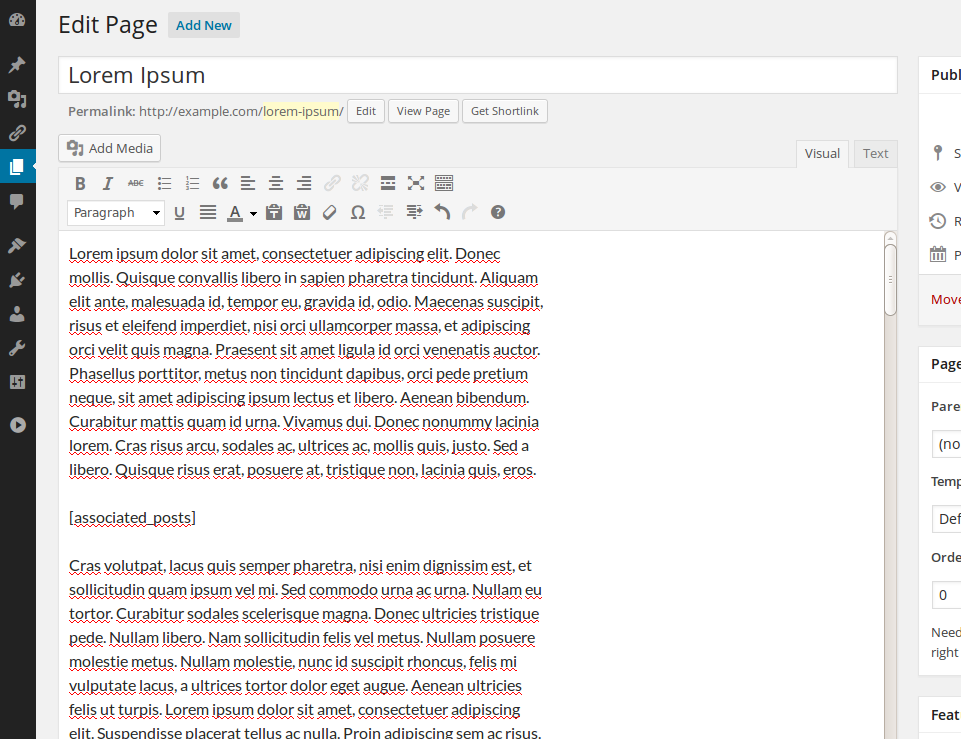 Edit Page Add New
Lorem Ipsum
Permalink: http://example.com/lorem-ipsum/ Edit View Page Get Shortlink
Add Media
Visual Text
B I ABC
Paragraph U A T W Ω ?
Lorem ipsum dolor sit amet, consectetuer adipiscing elit. Donec
mollis. Quisque convallis libero in sapien pharetra tincidunt. Aliquam
elit ante, malesuada id, tempor eu, gravida id, odio. Maecenas suscipit,
risus et eleifend imperdiet, nisi orci ullamcorper massa, et adipiscing
orci velit quis magna. Praesent sit amet ligula id orci venenatis auctor.
Phasellus porttitor, metus non tincidunt dapibus, orci pede pretium
neque, sit amet adipiscing ipsum lectus et libero. Aenean bibendum.
Curabitur mattis quam id urna. Vivamus dui. Donec nonummy lacinia
lorem. Cras risus arcu, sodales ac, ultrices ac, mollis quis, justo. Sed a
libero. Quisque risus erat, posuere at, tristique non, lacinia quis, eros.
[associated_posts]
Cras volutpat, lacus quis semper pharetra, nisi enim dignissim est, et
sollicitudin quam ipsum vel mi. Sed commodo urna ac urna. Nullam eu
tortor. Curabitur sodales scelerisque magna. Donec ultricies tristique
pede. Nullam libero. Nam sollicitudin felis vel metus. Nullam posuere
molestie metus. Nullam molestie, nunc id suscipit rhoncus, felis mi
vulputate lacus, a ultrices tortor dolor eget augue. Aenean ultricies
felis ut turpis. Lorem ipsum dolor sit amet, consectetuer adipiscing
elit. Suspendisse placerat tellus ac nulla. Proin adipiscing sem ac risus.
Publ
S
V
R
P
Move
Page
Pare
(no
Temp
Def
Orde
0
Need
right
Feat